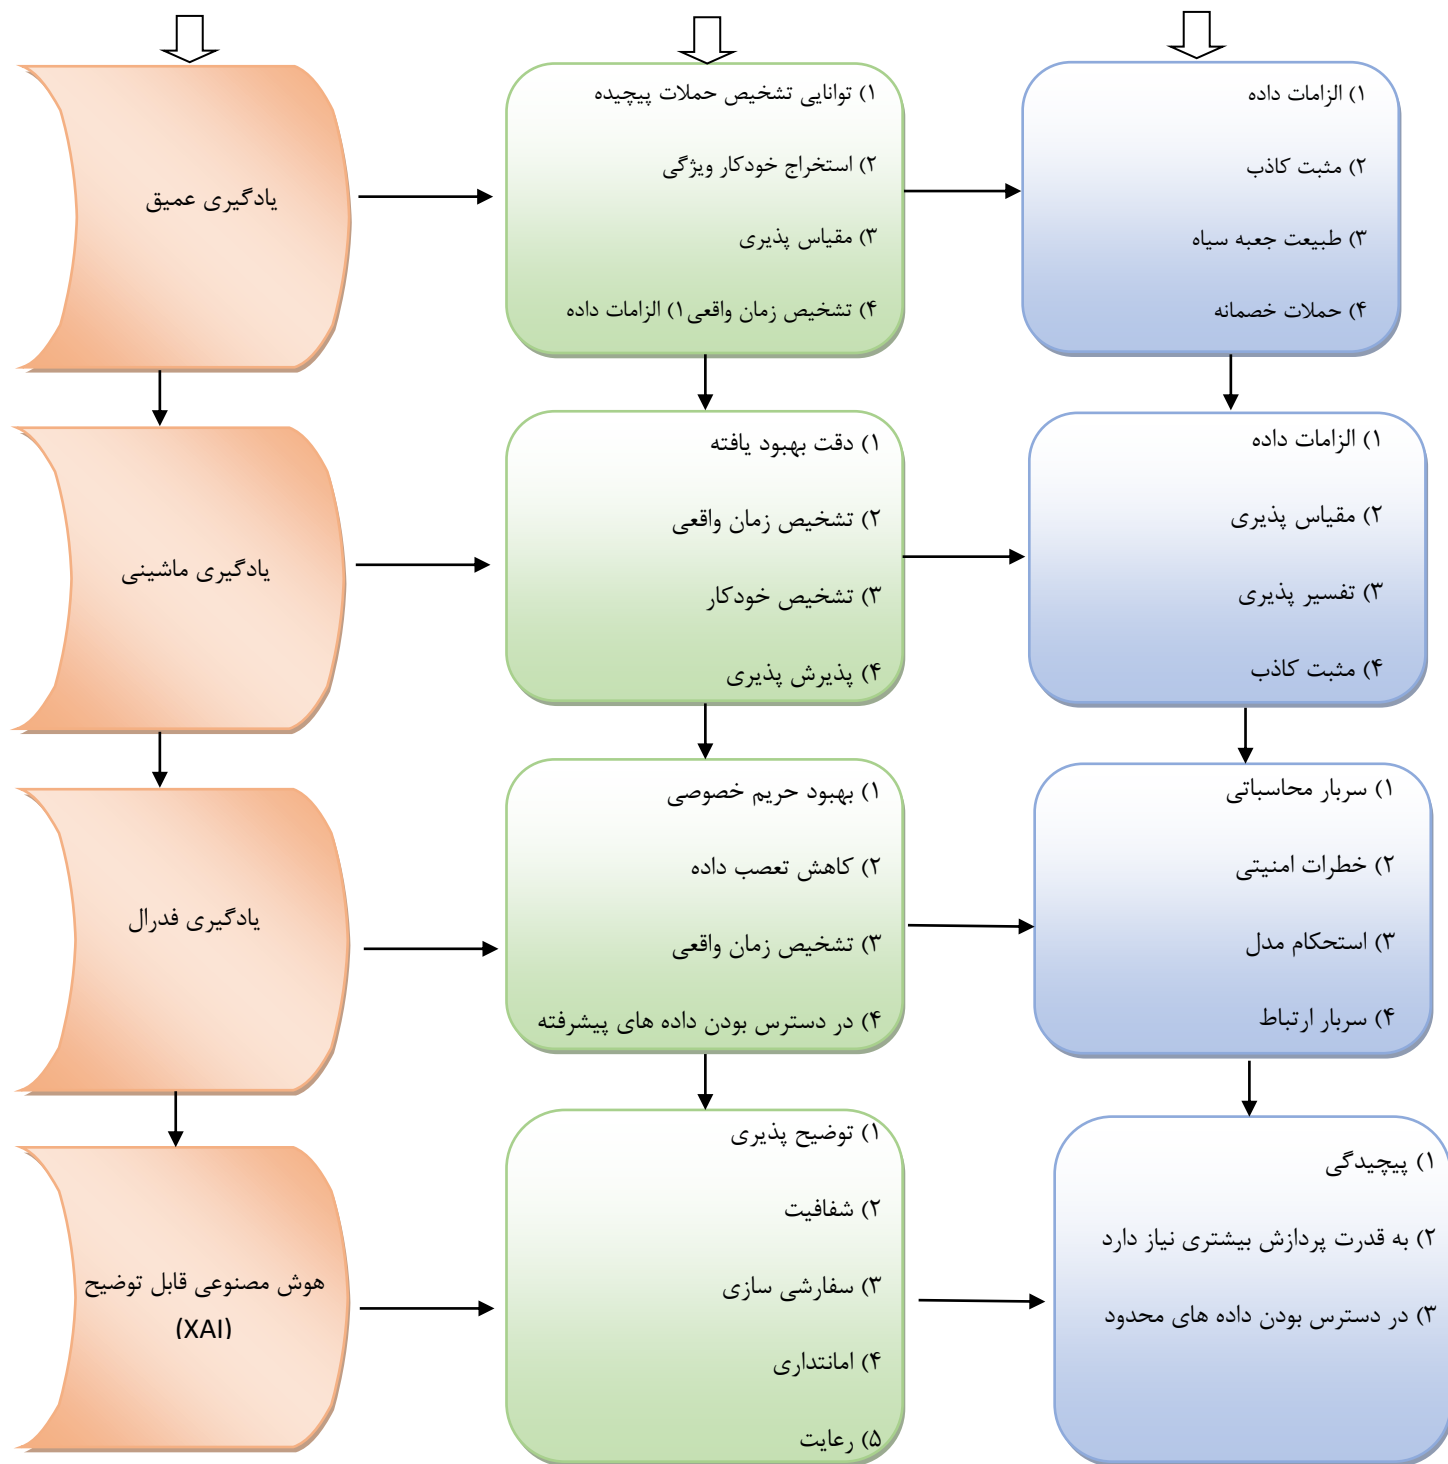 یادگیری عمیق
۱) توانایی تشخیص حملات پیچیده
۲) استخراج خودکار ویژگی
۳) مقیاس پذیری
۴) تشخیص زمان واقعی۱) الزامات داده
۱) الزامات داده
۲) مثبت کاذب
۳) طبیعت جعبه سیاه
۴) حملات خصمانه
یادگیری ماشینی
۱) دقت بهبود یافته
۲) تشخیص زمان واقعی
۳) تشخیص خودکار
۴) پذیرش پذیری
۱) الزامات داده
۲) مقیاس پذیری
۳) تفسیر پذیری
۴) مثبت کاذب
یادگیری فدرال
۱) بهبود حریم خصوصی
۲) کاهش تعصب داده
۳) تشخیص زمان واقعی
۴) در دسترس بودن داده های پیشرفته
۱) سربار محاسباتی
۲) خطرات امنیتی
۳) استحکام مدل
۴) سربار ارتباط
هوش مصنوعی قابل توضیح
(XAI)
۱) توضیح پذیری
۲) شفافیت
۳) سفارشی سازی
۴) امانتداری
۵) رعایت
۱) پیچیدگی
۲) به قدرت پردازش بیشتری نیاز دارد
۳) در دسترس بودن داده های محدود